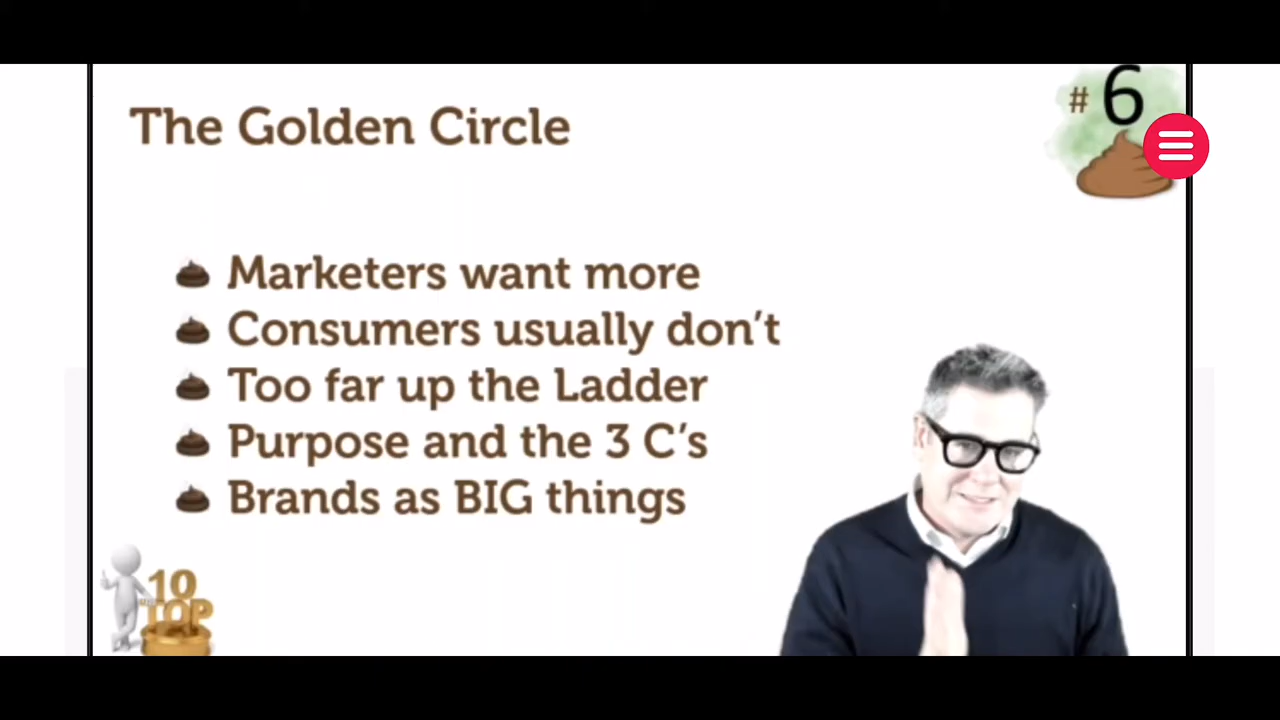 The Golden Circle
# 6
Marketers want more
Consumers usually don't
Too far up the Ladder
Purpose and the 3 C's
Brands as BIG things
10
TOP